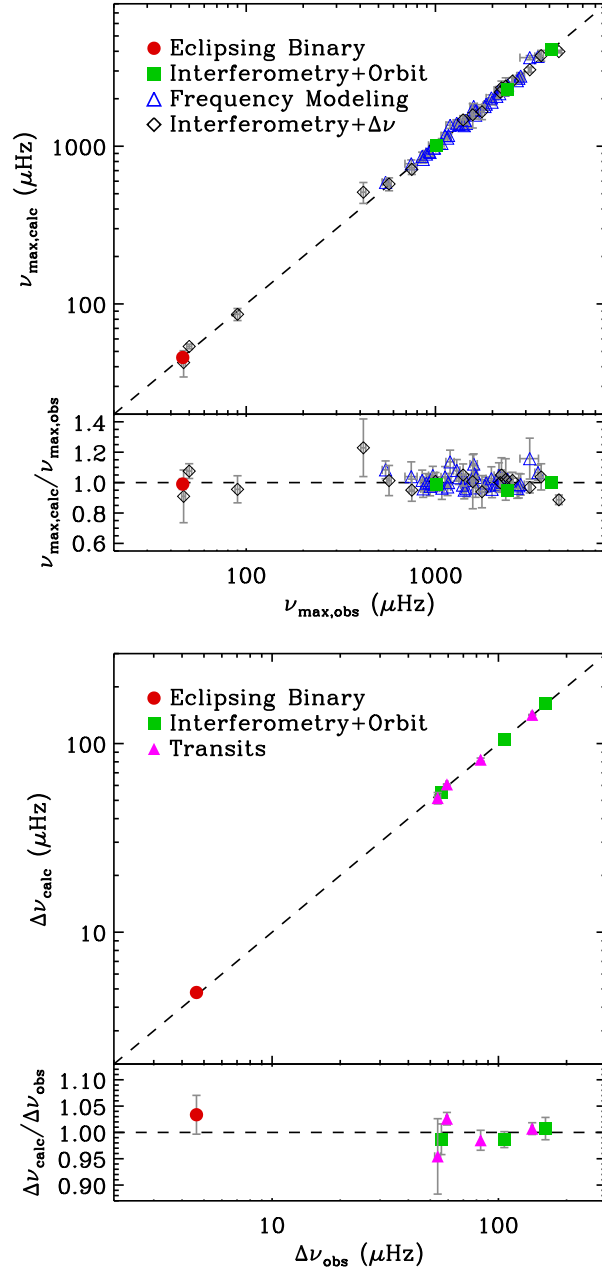 Eclipsing Binary
Interferometry+Orbit
Frequency Modeling
Interferometry+Δν
1000
100
ν_max,calc (μHz)
1.4
1.2
1.0
0.8
0.6
ν_max,calc/ν_max,obs
100 1000
ν_max,obs (μHz)
Eclipsing Binary
Interferometry+Orbit
Transits
100
10
Δν_calc (μHz)
1.10
1.05
1.00
0.95
0.90
Δν_calc/Δν_obs
10 100
Δν_obs (μHz)